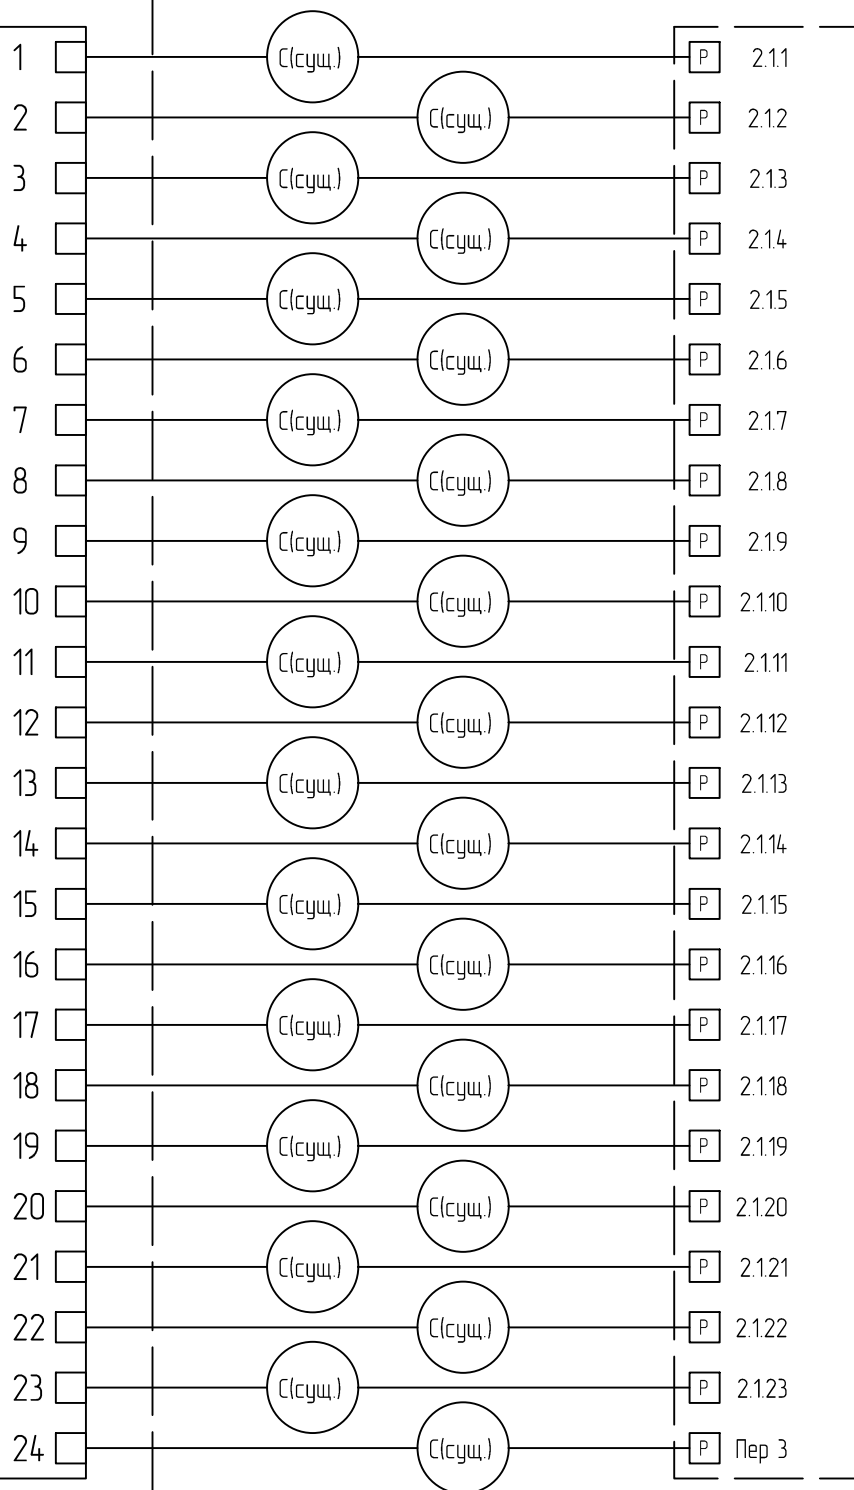 1 С(сущ.) Р 2.1.1
2 С(сущ.) Р 2.1.2
3 С(сущ.) Р 2.1.3
4 С(сущ.) Р 2.1.4
5 С(сущ.) Р 2.1.5
6 С(сущ.) Р 2.1.6
7 С(сущ.) Р 2.1.7
8 С(сущ.) Р 2.1.8
9 С(сущ.) Р 2.1.9
10 С(сущ.) Р 2.1.10
11 С(сущ.) Р 2.1.11
12 С(сущ.) Р 2.1.12
13 С(сущ.) Р 2.1.13
14 С(сущ.) Р 2.1.14
15 С(сущ.) Р 2.1.15
16 С(сущ.) Р 2.1.16
17 С(сущ.) Р 2.1.17
18 С(сущ.) Р 2.1.18
19 С(сущ.) Р 2.1.19
20 С(сущ.) Р 2.1.20
21 С(сущ.) Р 2.1.21
22 С(сущ.) Р 2.1.22
23 С(сущ.) Р 2.1.23
24 С(сущ.) Р Пер 3